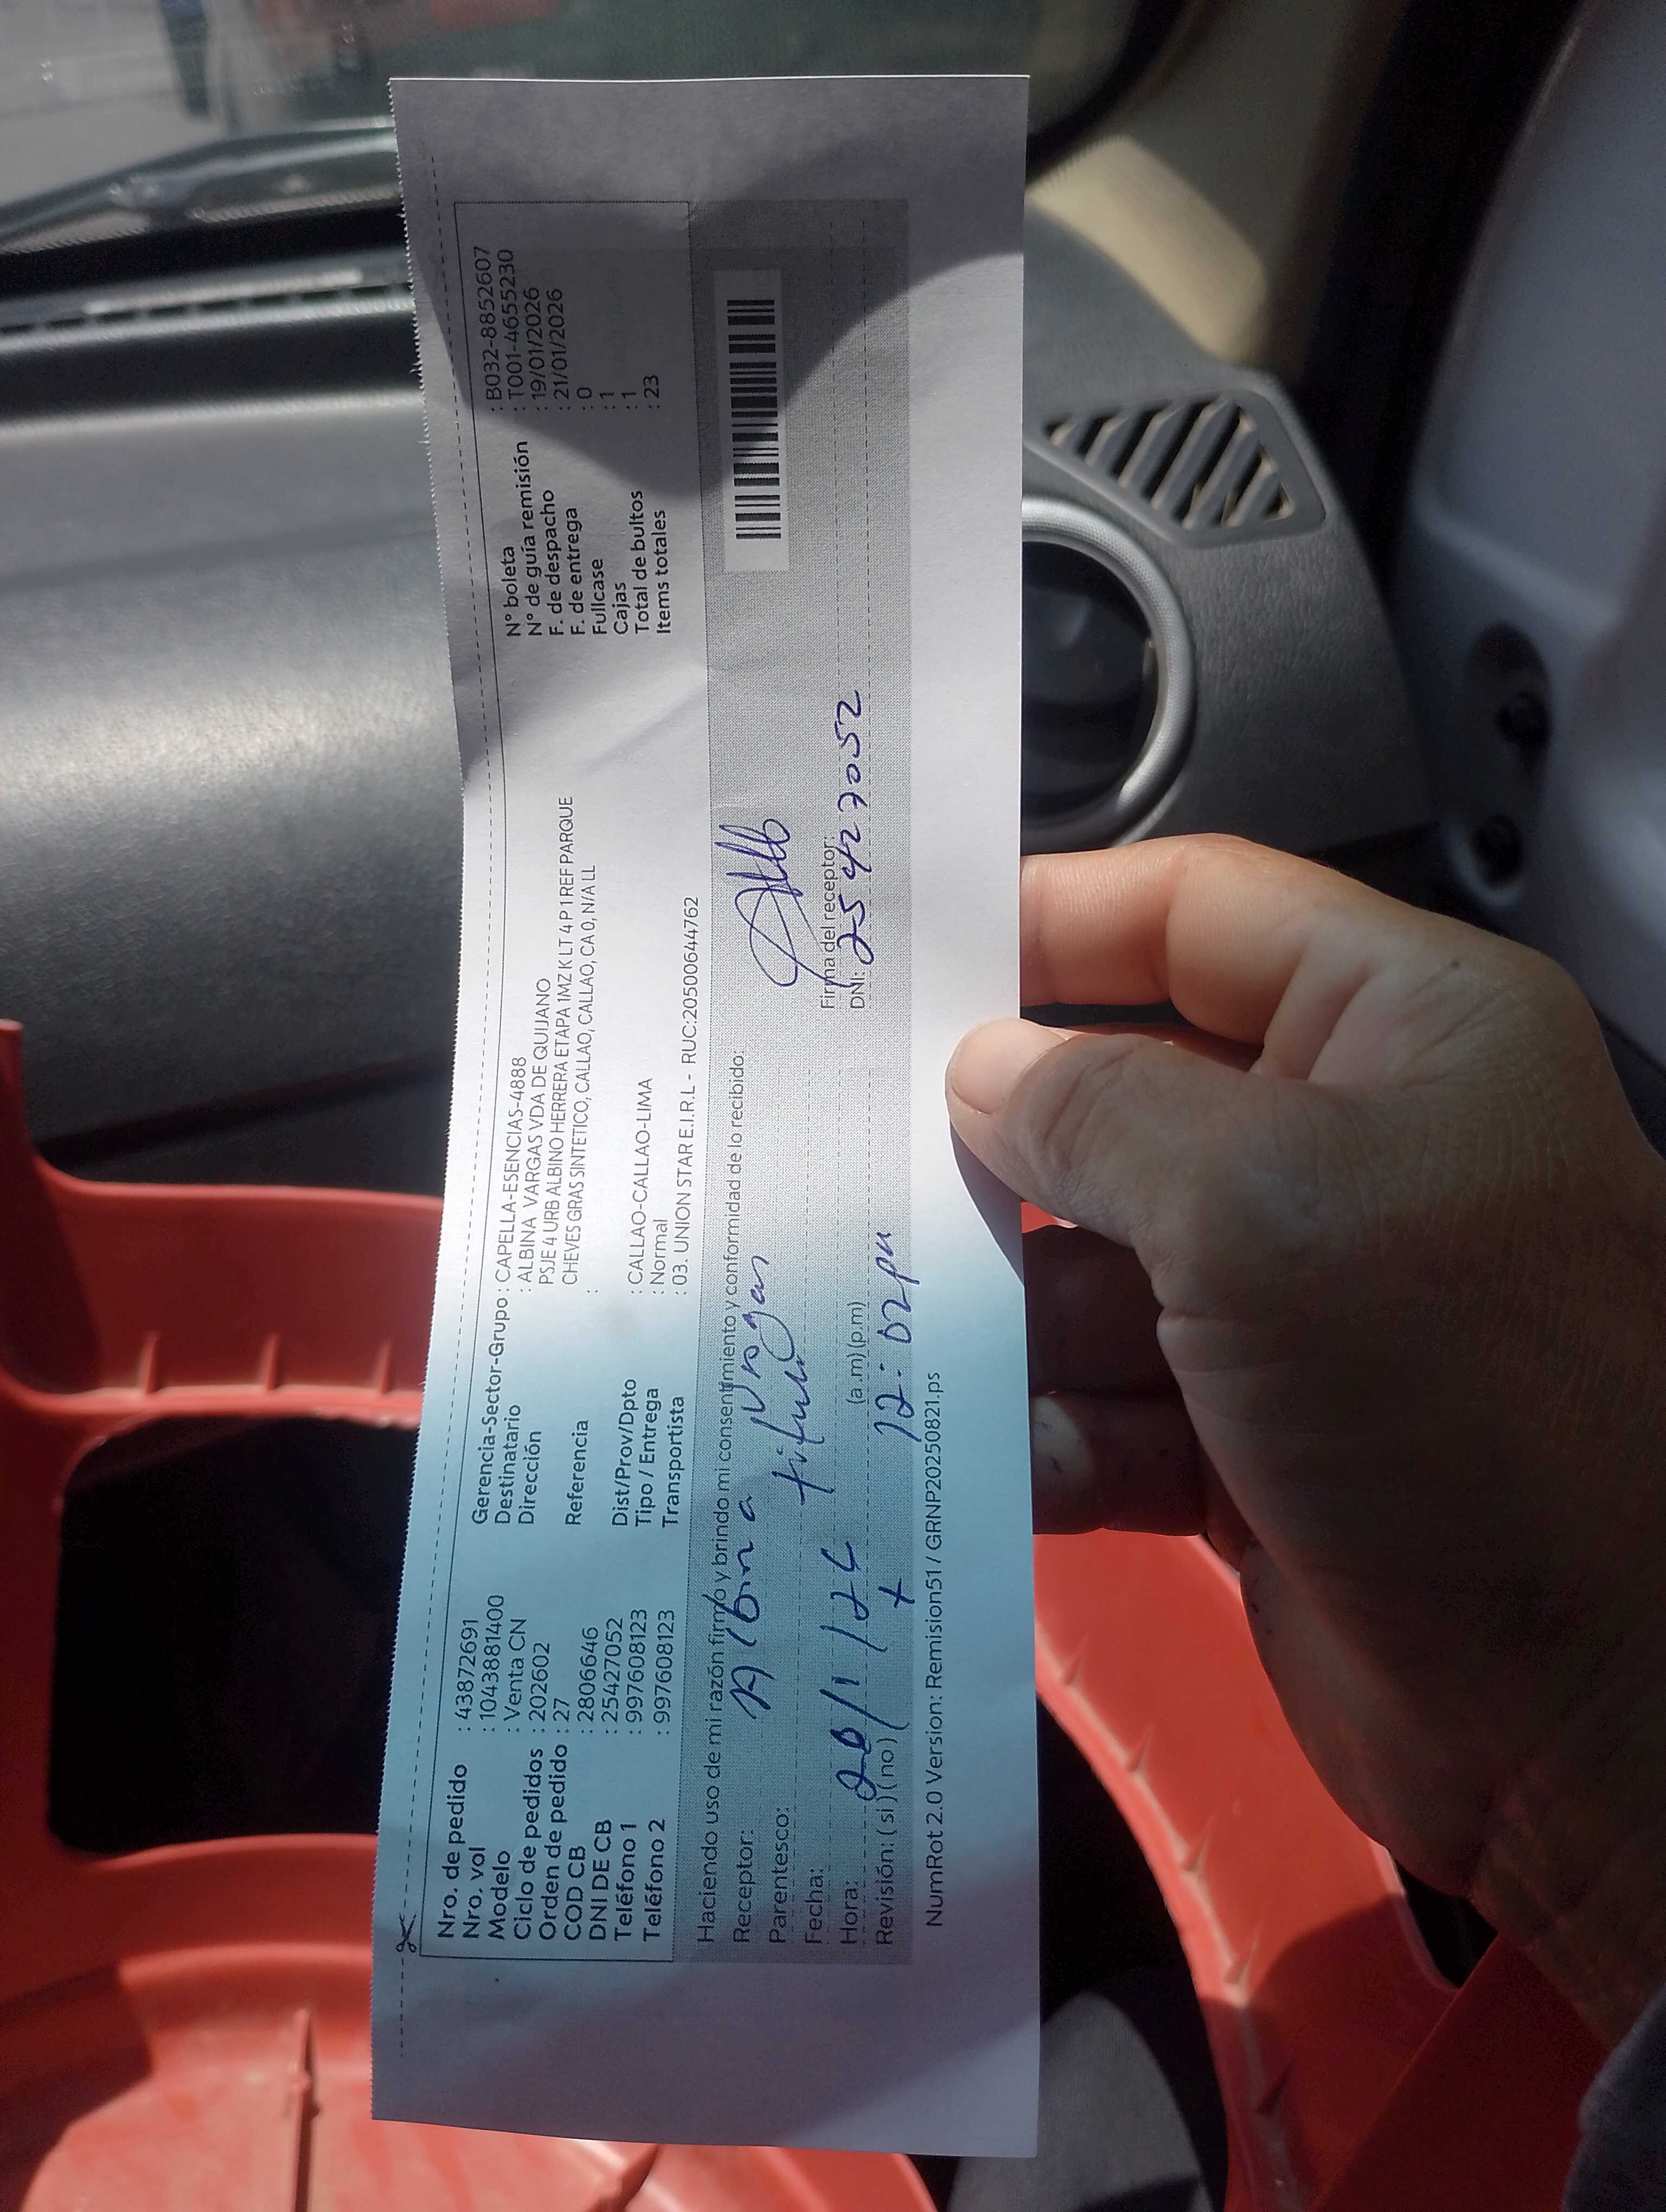 Nro. de pedido : 43872691
Nro. vol : 1043881400
Modelo : Venta CN
Ciclo de pedidos : 202602
Orden de pedido : 27
COD CB : 2806646
DNI DE CB : 25427052
Teléfono 1 : 997608123
Teléfono 2 : 997608123
Gerencia-Sector-Grupo : CAPELLA-ESENCIAS-4888
Destinatario : ALBINA VARGAS VDA DE QUIJANO
Dirección PSJE 4 URB ALBINO HERRERA ETAPA 1MZ K LT 4 P 1 REF PARQUE
CHEVES GRAS SINTETICO, CALLAO, CALLAO, CA 0, N/A LL
Referencia :
Dist/Prov/Dpto : CALLAO-CALLAO-LIMA
Tipo / Entrega : Normal
Transportista : 03. UNION STAR E.I.R.L - RUC:20500644762
N° boleta : B032-8852607
N° de guía remisión : T001-4655230
F. de despacho : 19/01/2026
F. de entrega : 21/01/2026
Fullcase : 0
Cajas : 1
Total de bultos : 1
Items totales : 23
Haciendo uso de mi razón firmo y brindo mi consentimiento y conformidad de lo recibido:
Receptor: Albina Vargas
Parentesco: titular
Fecha:
Hora: (a.m) (p.m)
Revisión: (si) (no) 12:02 pm
Firma del receptor:
DNI: 25427052
NumRot 2.0 Version: Remision51 / GRNP20250821.ps